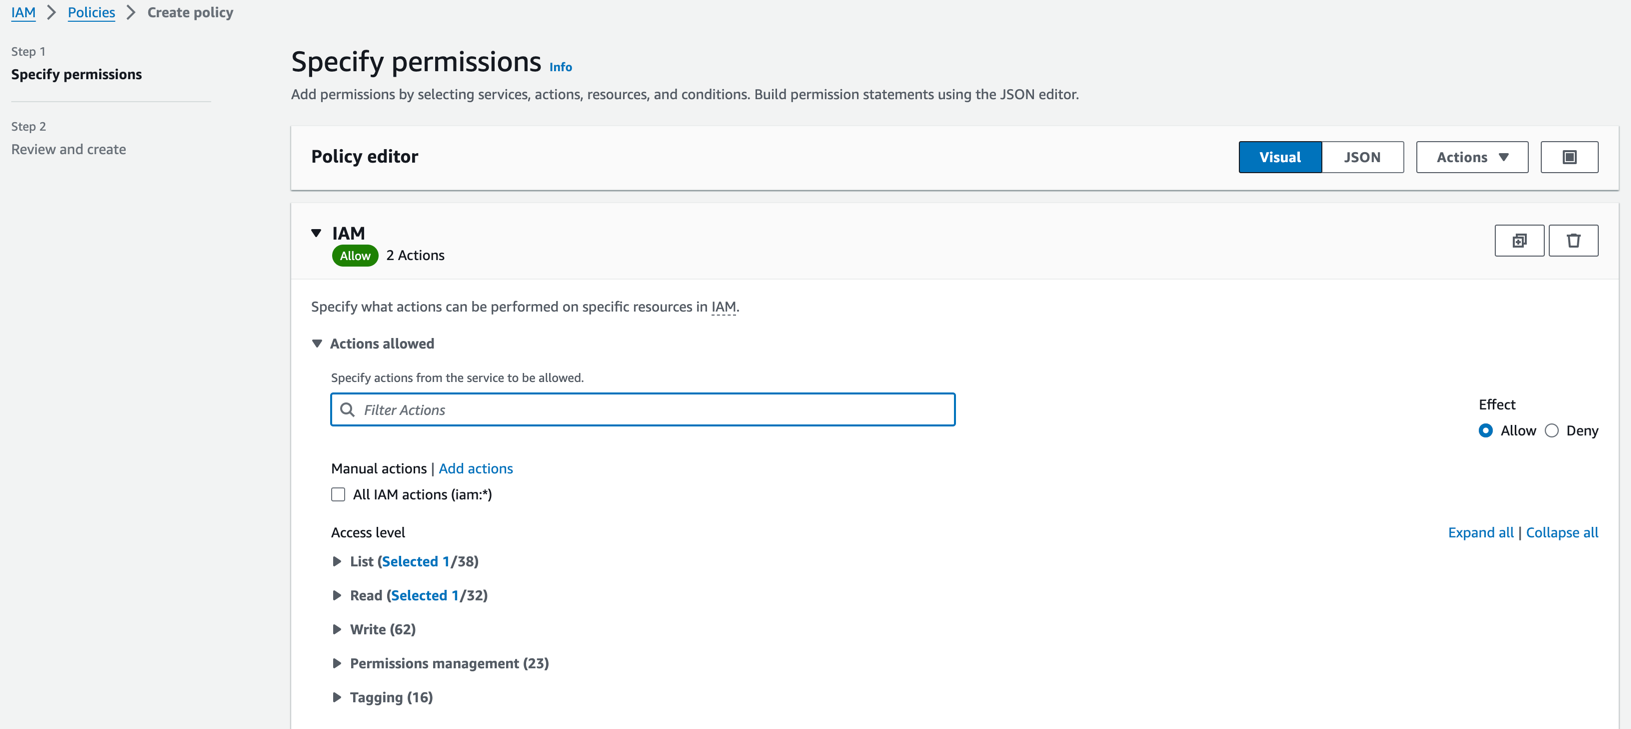 IAM > Policies > Create policy
Step 1
Specify permissions
Step 2
Review and create
Specify permissions Info
Add permissions by selecting services, actions, resources, and conditions. Build permission statements using the JSON editor.
Policy editor
Visual JSON Actions ▼
IAM
Allow 2 Actions
Specify what actions can be performed on specific resources in IAM.
Actions allowed
Specify actions from the service to be allowed.
Filter Actions
Effect
Allow Deny
Manual actions | Add actions
All IAM actions (iam:*)
Access level
Expand all | Collapse all
List (Selected 1/38)
Read (Selected 1/32)
Write (62)
Permissions management (23)
Tagging (16)